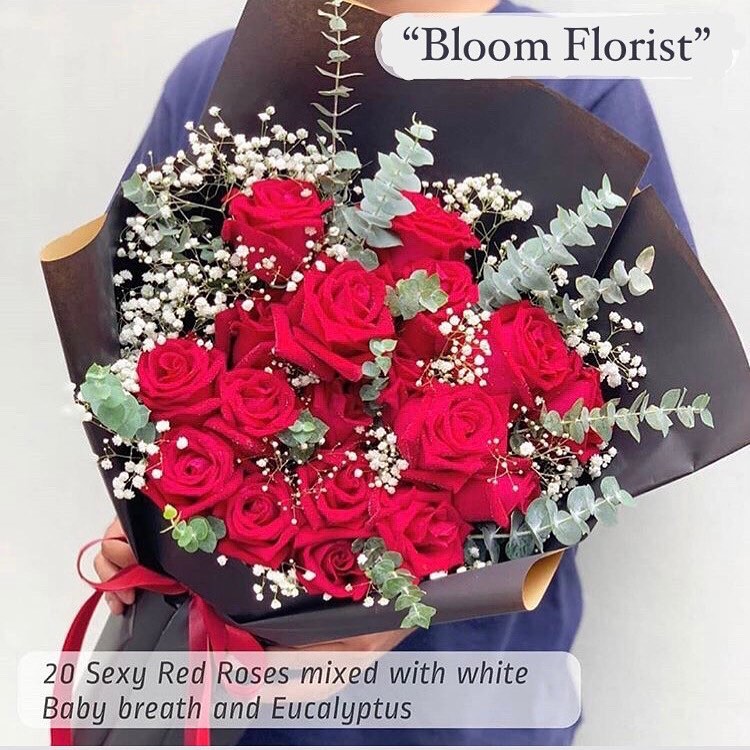 “Bloom Florist”
20 Sexy Red Roses mixed with white
Baby breath and Eucalyptus